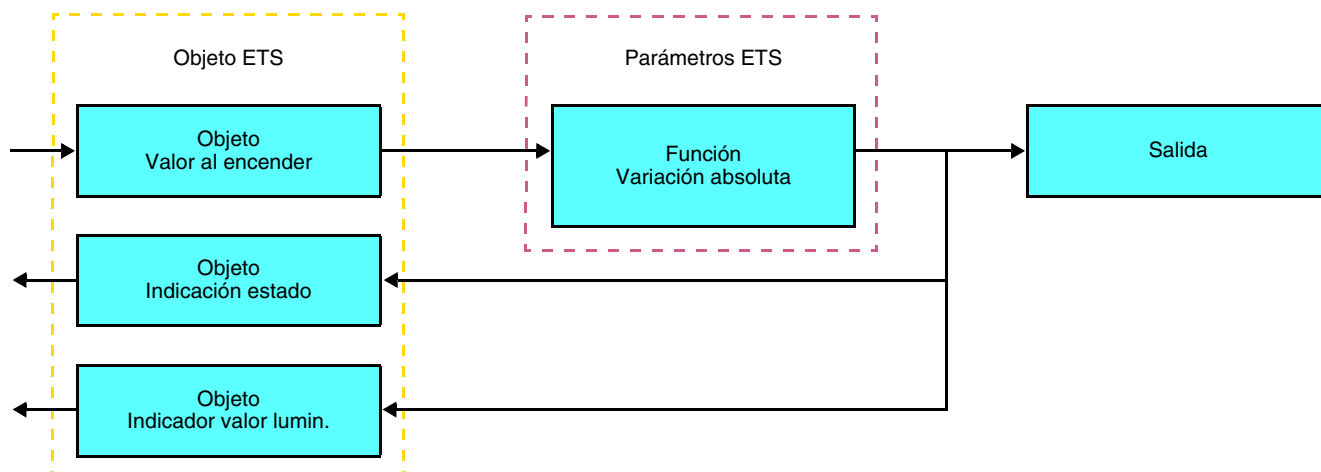 Objeto ETS
Parámetros ETS
Objeto
Valor al encender
Función
Variación absoluta
Salida
Objeto
Indicación estado
Objeto
Indicador valor lumin.